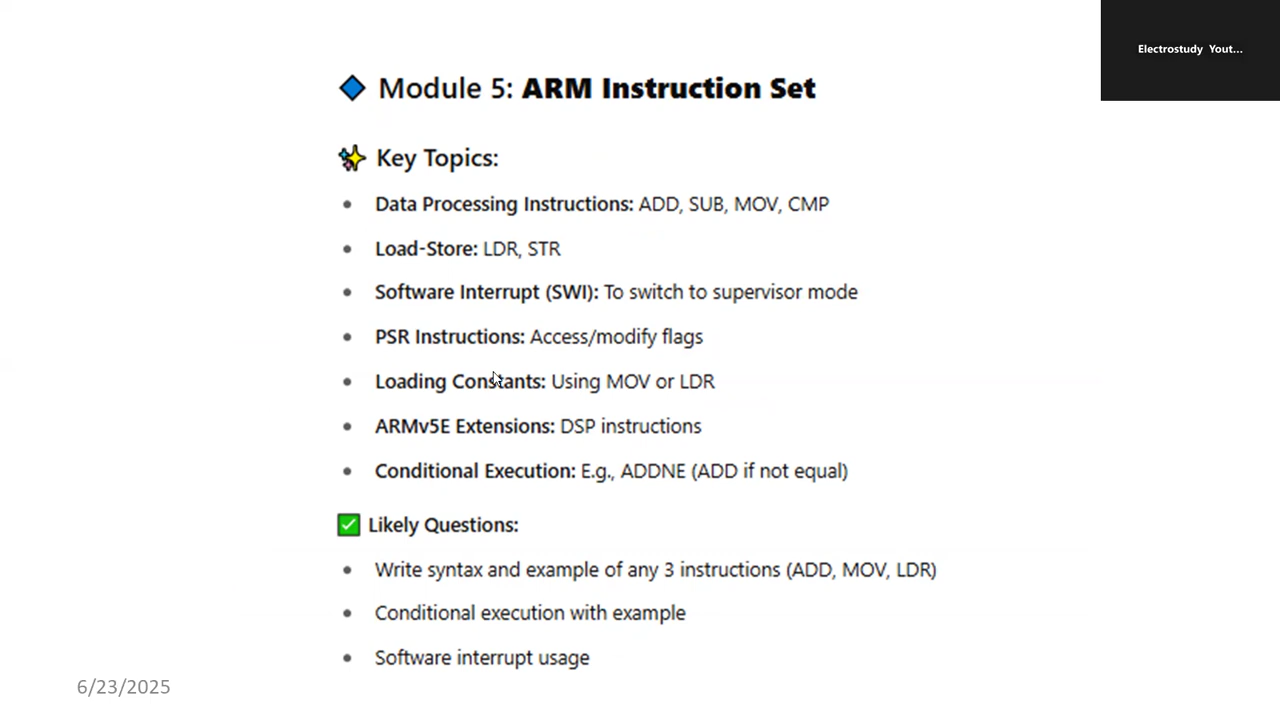 Electrostudy Yout...
Module 5: ARM Instruction Set
Key Topics:
• Data Processing Instructions: ADD, SUB, MOV, CMP
• Load-Store: LDR, STR
• Software Interrupt (SWI): To switch to supervisor mode
• PSR Instructions: Access/modify flags
• Loading Constants: Using MOV or LDR
• ARMv5E Extensions: DSP instructions
• Conditional Execution: E.g., ADDNE (ADD if not equal)
Likely Questions:
• Write syntax and example of any 3 instructions (ADD, MOV, LDR)
• Conditional execution with example
• Software interrupt usage
6/23/2025